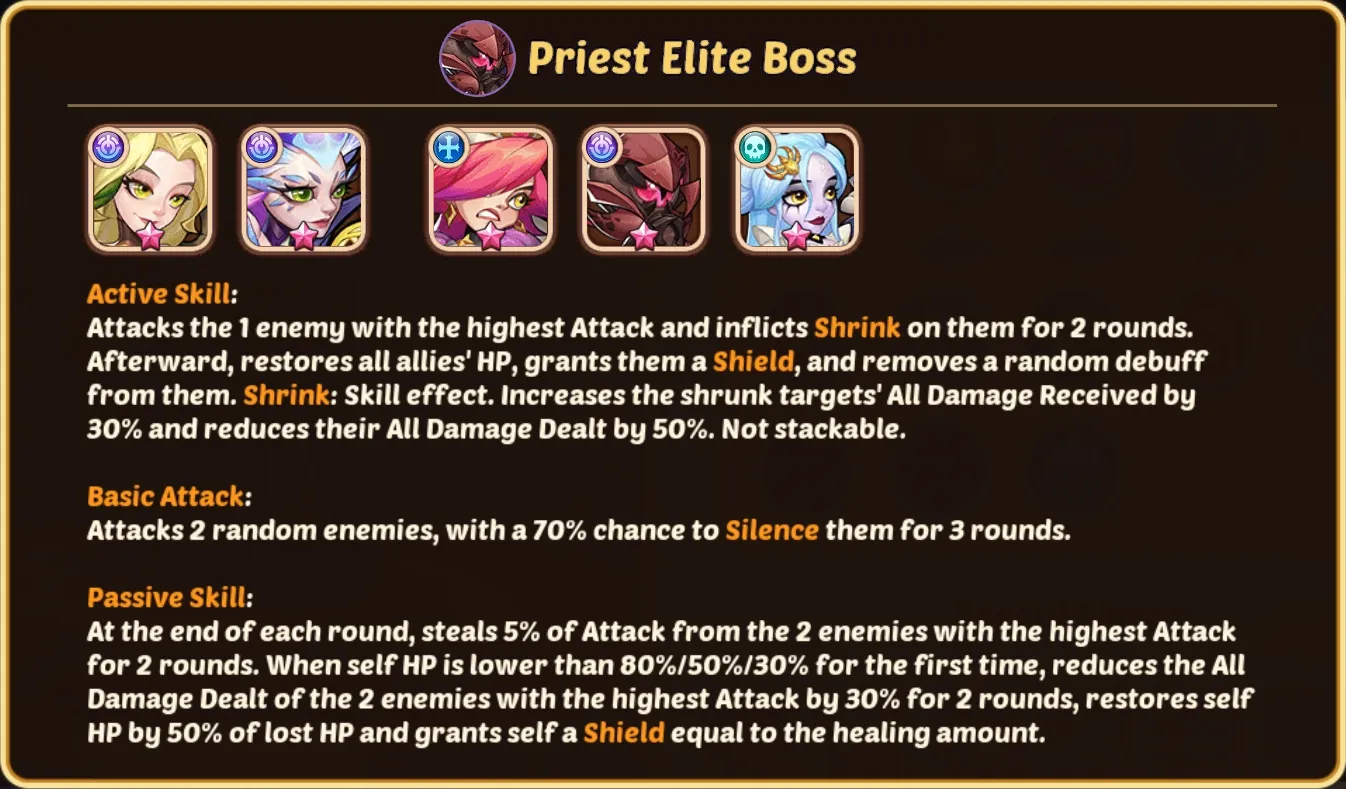 Priest Elite Boss
Active Skill:
Attacks the 1 enemy with the highest Attack and inflicts Shrink on them for 2 rounds.
Afterward, restores all allies' HP, grants them a Shield, and removes a random debuff
from them. Shrink: Skill effect. Increases the shrunk targets' All Damage Received by
30% and reduces their All Damage Dealt by 50%. Not stackable.
Basic Attack:
Attacks 2 random enemies, with a 70% chance to Silence them for 3 rounds.
Passive Skill:
At the end of each round, steals 5% of Attack from the 2 enemies with the highest Attack
for 2 rounds. When self HP is lower than 80%/50%/30% for the first time, reduces the All
Damage Dealt of the 2 enemies with the highest Attack by 30% for 2 rounds, restores self
HP by 50% of lost HP and grants self a Shield equal to the healing amount.